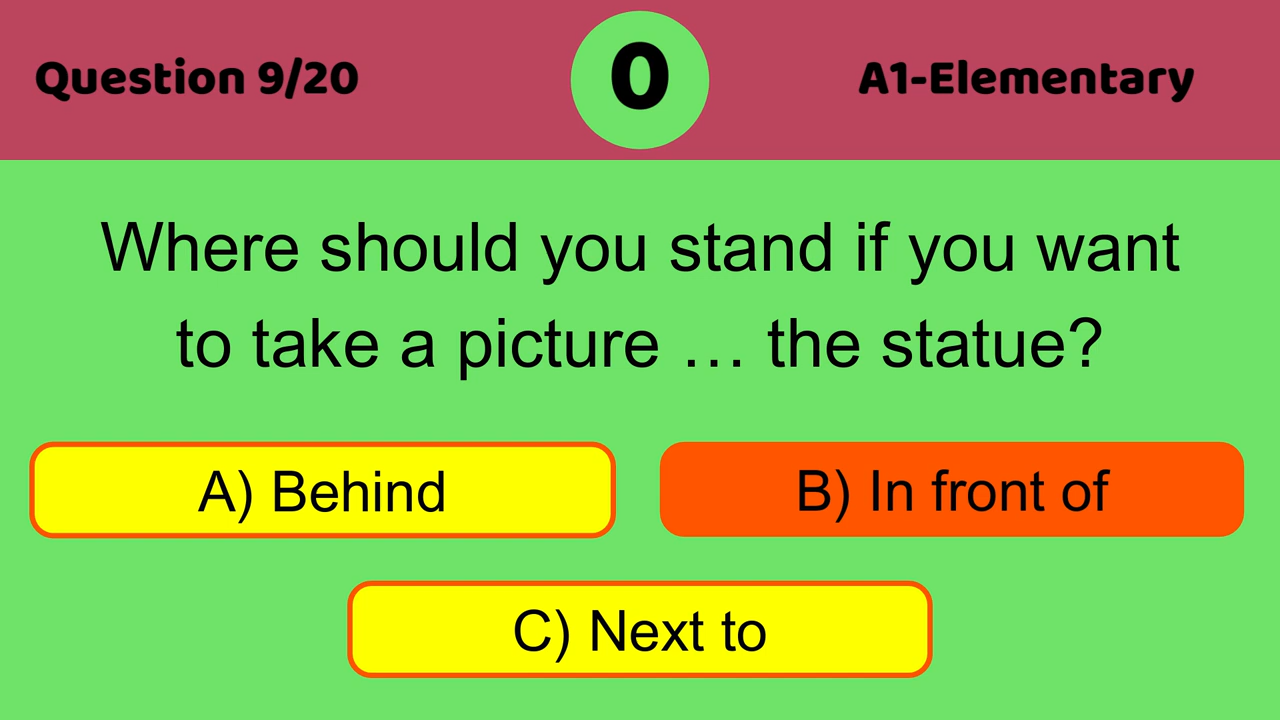 Question 9/20
0
A1-Elementary
Where should you stand if you want
to take a picture … the statue?
A) Behind
B) In front of
C) Next to